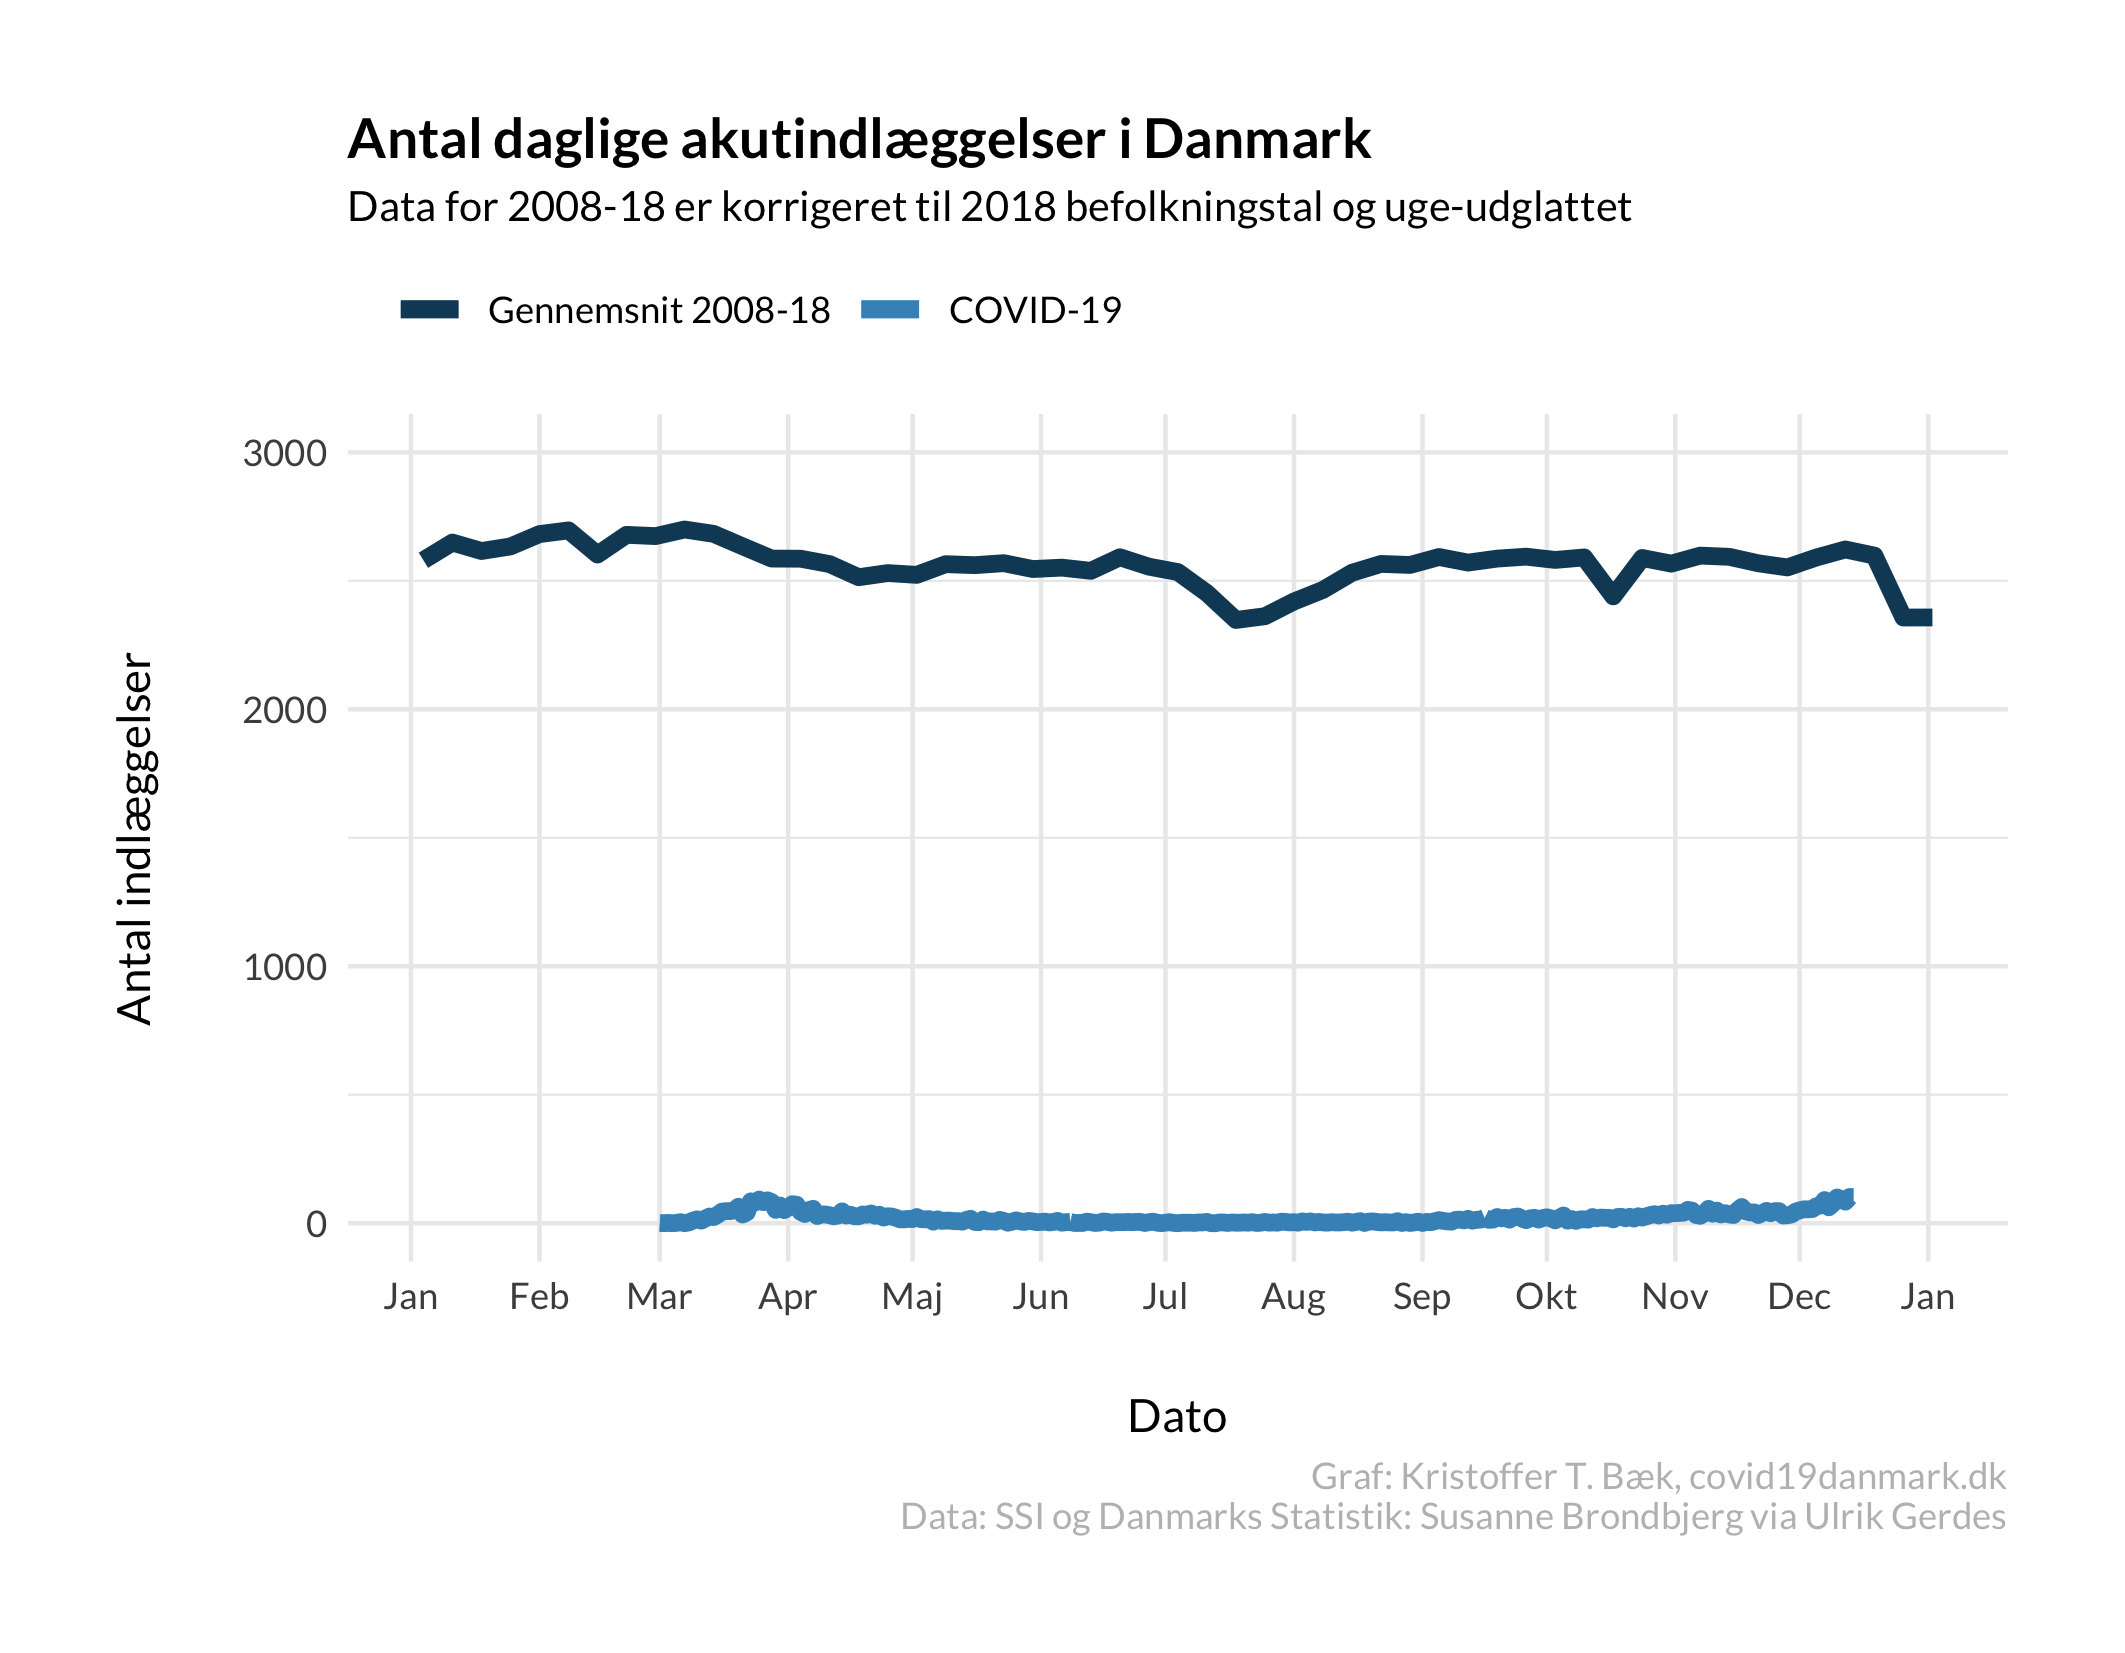 Antal daglige akutindlæggelser i Danmark
Data for 2008-18 er korrigeret til 2018 befolkningstal og uge-udglattet
Gennemsnit 2008-18 COVID-19
Antal indlæggelser
3000
2000
1000
0
Jan Feb Mar Apr Maj Jun Jul Aug Sep Okt Nov Dec Jan
Dato
Graf: Kristoffer T. Bæk, covid19danmark.dk
Data: SSI og Danmarks Statistik: Susanne Brondbjerg via Ulrik Gerdes